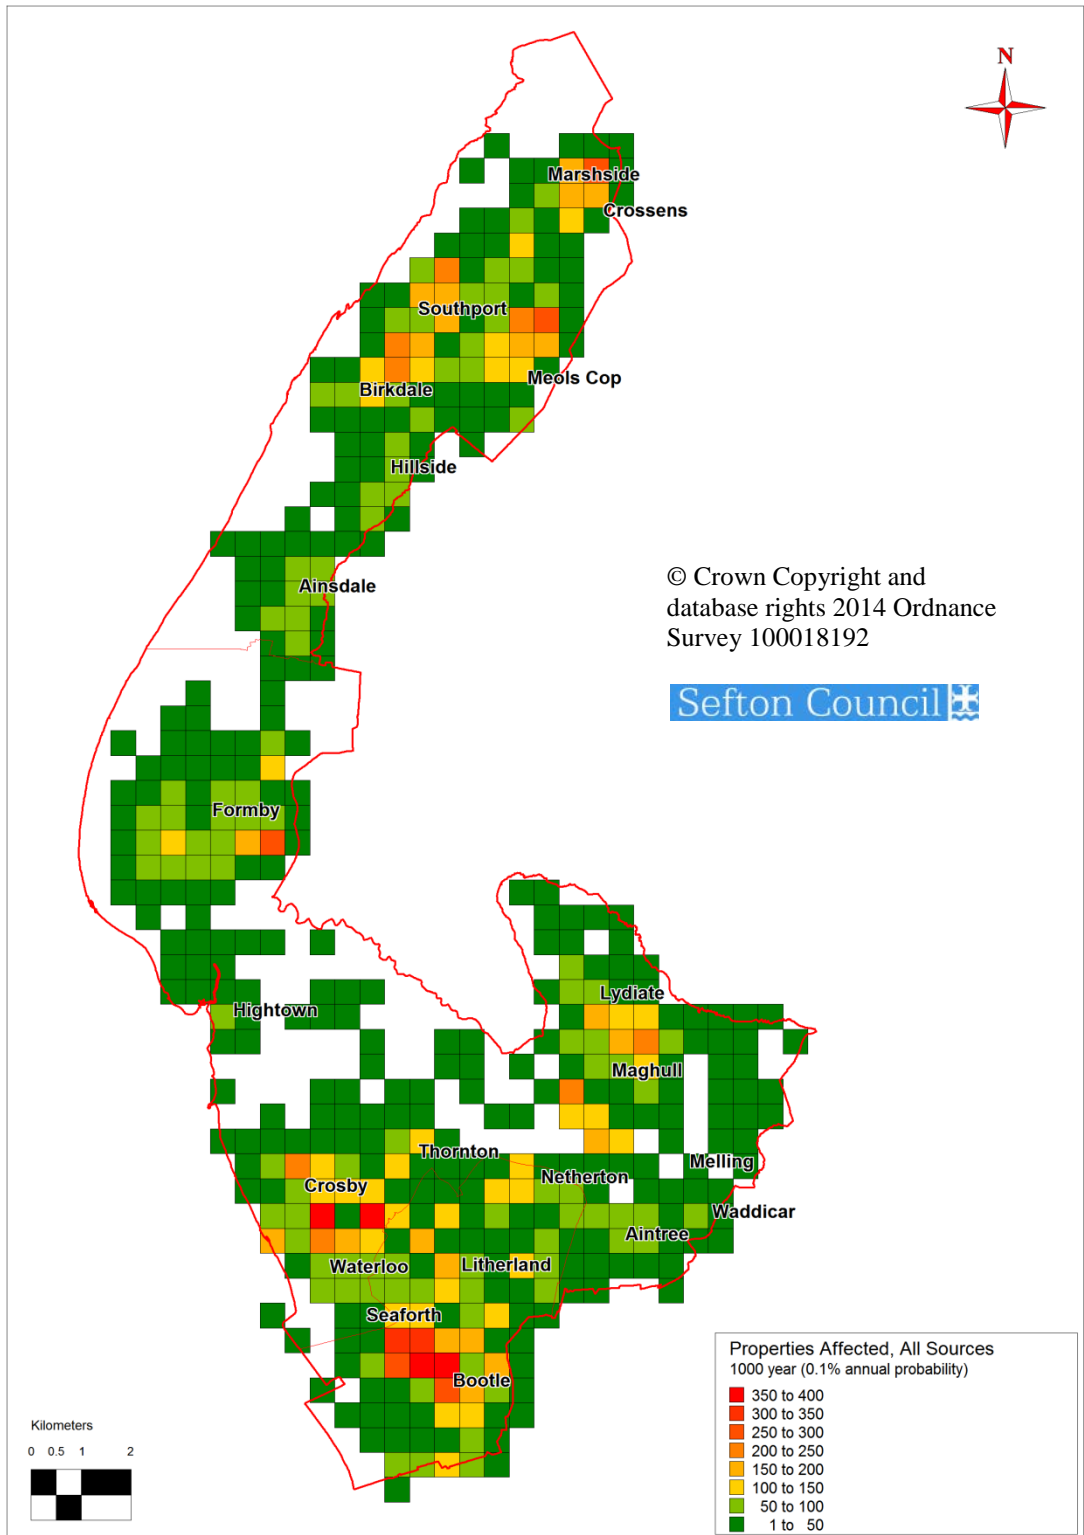 N
Marshside
Crossens
Southport
Meols Cop
Birkdale
Hillside
Ainsdale
© Crown Copyright and
database rights 2014 Ordnance
Survey 100018192
Sefton Council
Formby
Lydiate
Hightown
Maghull
Thornton
Melling
Netherton
Crosby
Waddicar
Aintree
Waterloo
Litherland
Seaforth
Bootle
Properties Affected, All Sources
1000 year (0.1% annual probability)
350 to 400
300 to 350
250 to 300
200 to 250
150 to 200
100 to 150
50 to 100
1 to 50
Kilometers
0 0.5 1 2